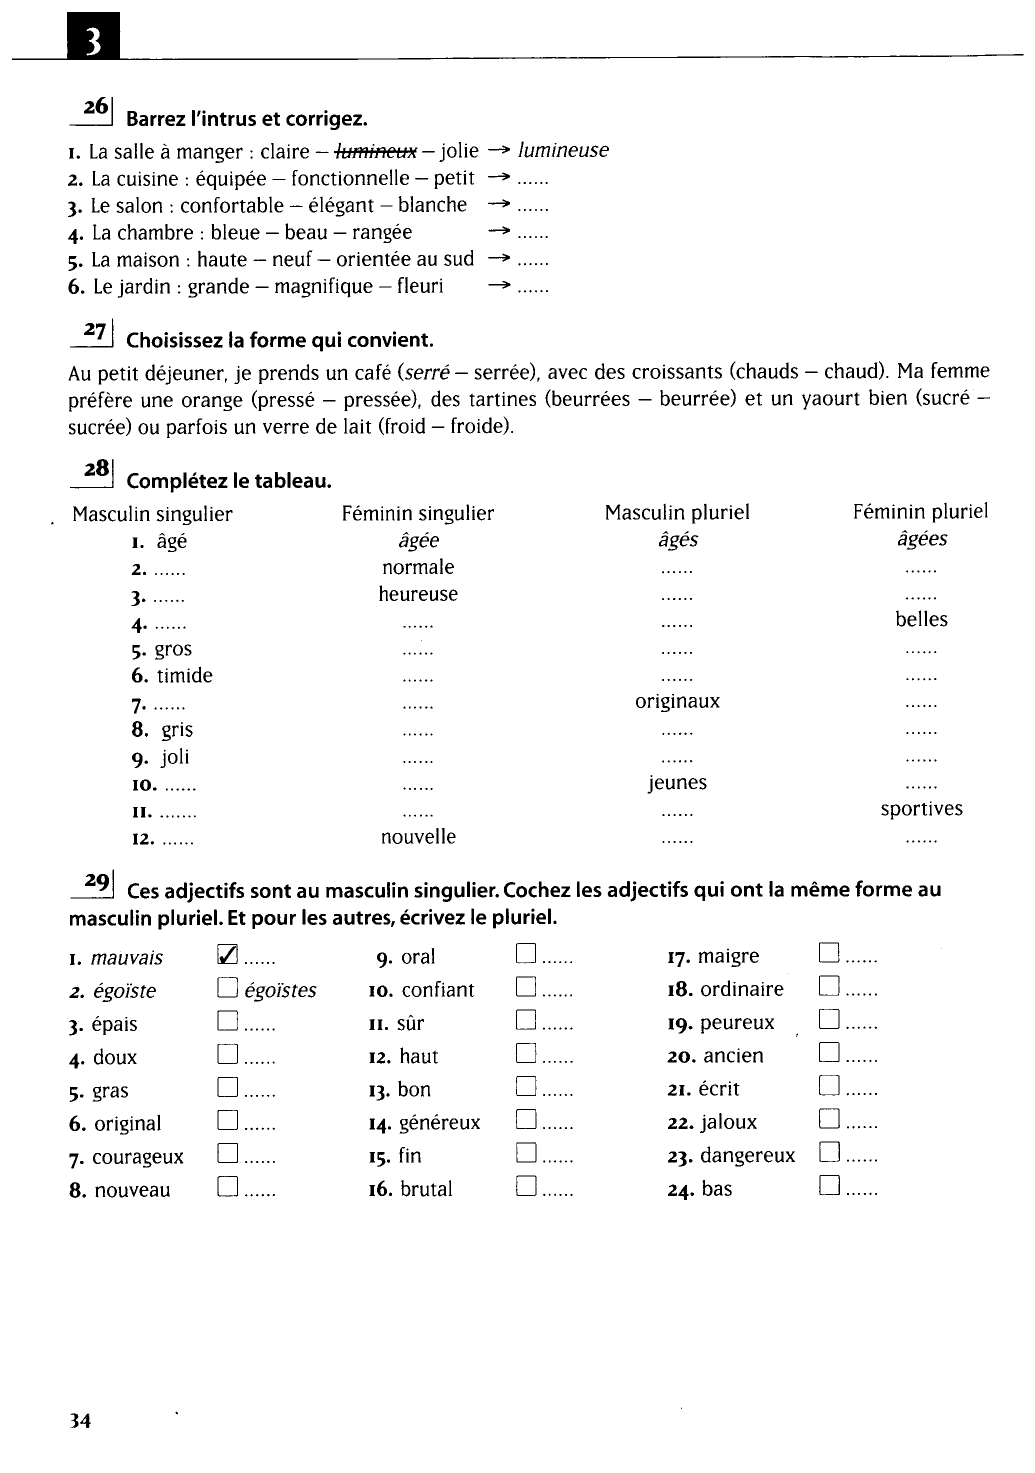 3
26 Barrez l'intrus et corrigez.
1. La salle à manger : claire – lumineux – jolie → lumineuse
2. La cuisine : équipée – fonctionnelle – petit → ......
3. Le salon : confortable – élégant – blanche → ......
4. La chambre : bleue – beau – rangée → ......
5. La maison : haute – neuf – orientée au sud → ......
6. Le jardin : grande – magnifique – fleuri → ......
27 Choisissez la forme qui convient.
Au petit déjeuner, je prends un café (serré – serrée), avec des croissants (chauds – chaud). Ma femme
préfère une orange (pressé – pressée), des tartines (beurrées – beurrée) et un yaourt bien (sucré –
sucrée) ou parfois un verre de lait (froid – froide).
28 Complétez le tableau.
Masculin singulier Féminin singulier Masculin pluriel Féminin pluriel
1. âgé âgée âgés âgées
2. ...... normale ...... ......
3. ...... heureuse ...... ......
4. ...... ...... ...... belles
5. gros ...... ...... ......
6. timide ...... ...... ......
7. ...... ...... originaux ......
8. gris ...... ...... ......
9. joli ...... ...... ......
10. ...... ...... jeunes ......
11. ....... ...... ...... sportives
12. ...... nouvelle ...... ......
29 Ces adjectifs sont au masculin singulier. Cochez les adjectifs qui ont la même forme au
masculin pluriel. Et pour les autres, écrivez le pluriel.
1. mauvais ☑ ...... 9. oral ☐ ...... 17. maigre ☐ ......
2. égoïste ☐ égoïstes 10. confiant ☐ ...... 18. ordinaire ☐ ......
3. épais ☐ ...... 11. sûr ☐ ...... 19. peureux ☐ ......
4. doux ☐ ...... 12. haut ☐ ...... 20. ancien ☐ ......
5. gras ☐ ...... 13. bon ☐ ...... 21. écrit ☐ ......
6. original ☐ ...... 14. généreux ☐ ...... 22. jaloux ☐ ......
7. courageux ☐ ...... 15. fin ☐ ...... 23. dangereux ☐ ......
8. nouveau ☐ ...... 16. brutal ☐ ...... 24. bas ☐ ......
34